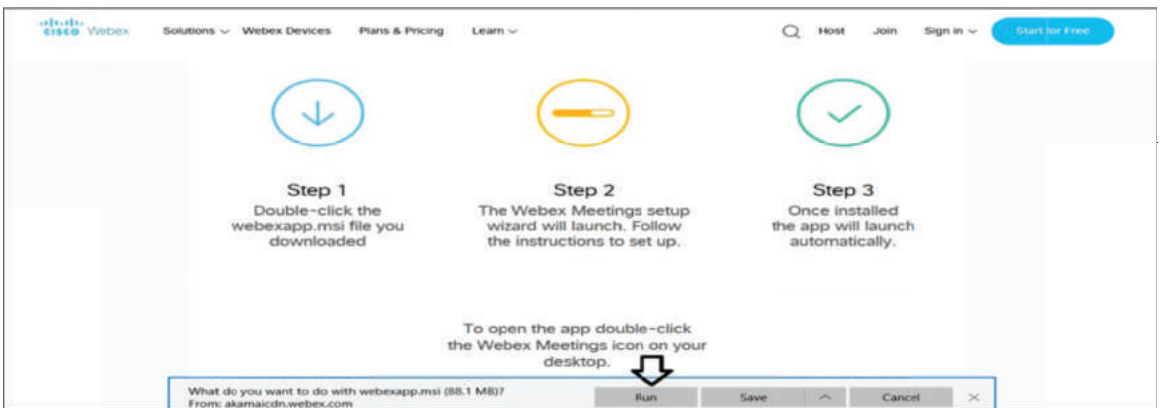 CISCO Webex Solutions Webex Devices Plans & Pricing Learn Host Join Sign in Start for Free
Step 1
Double-click the
webexapp.msi file you
downloaded
Step 2
The Webex Meetings setup
wizard will launch. Follow
the instructions to set up.
Step 3
Once installed
the app will launch
automatically.
To open the app double-click
the Webex Meetings icon on your
desktop.
What do you want to do with webexapp.msi (88.1 MB)?
From: akamaicdn.webex.com
Run Save Cancel